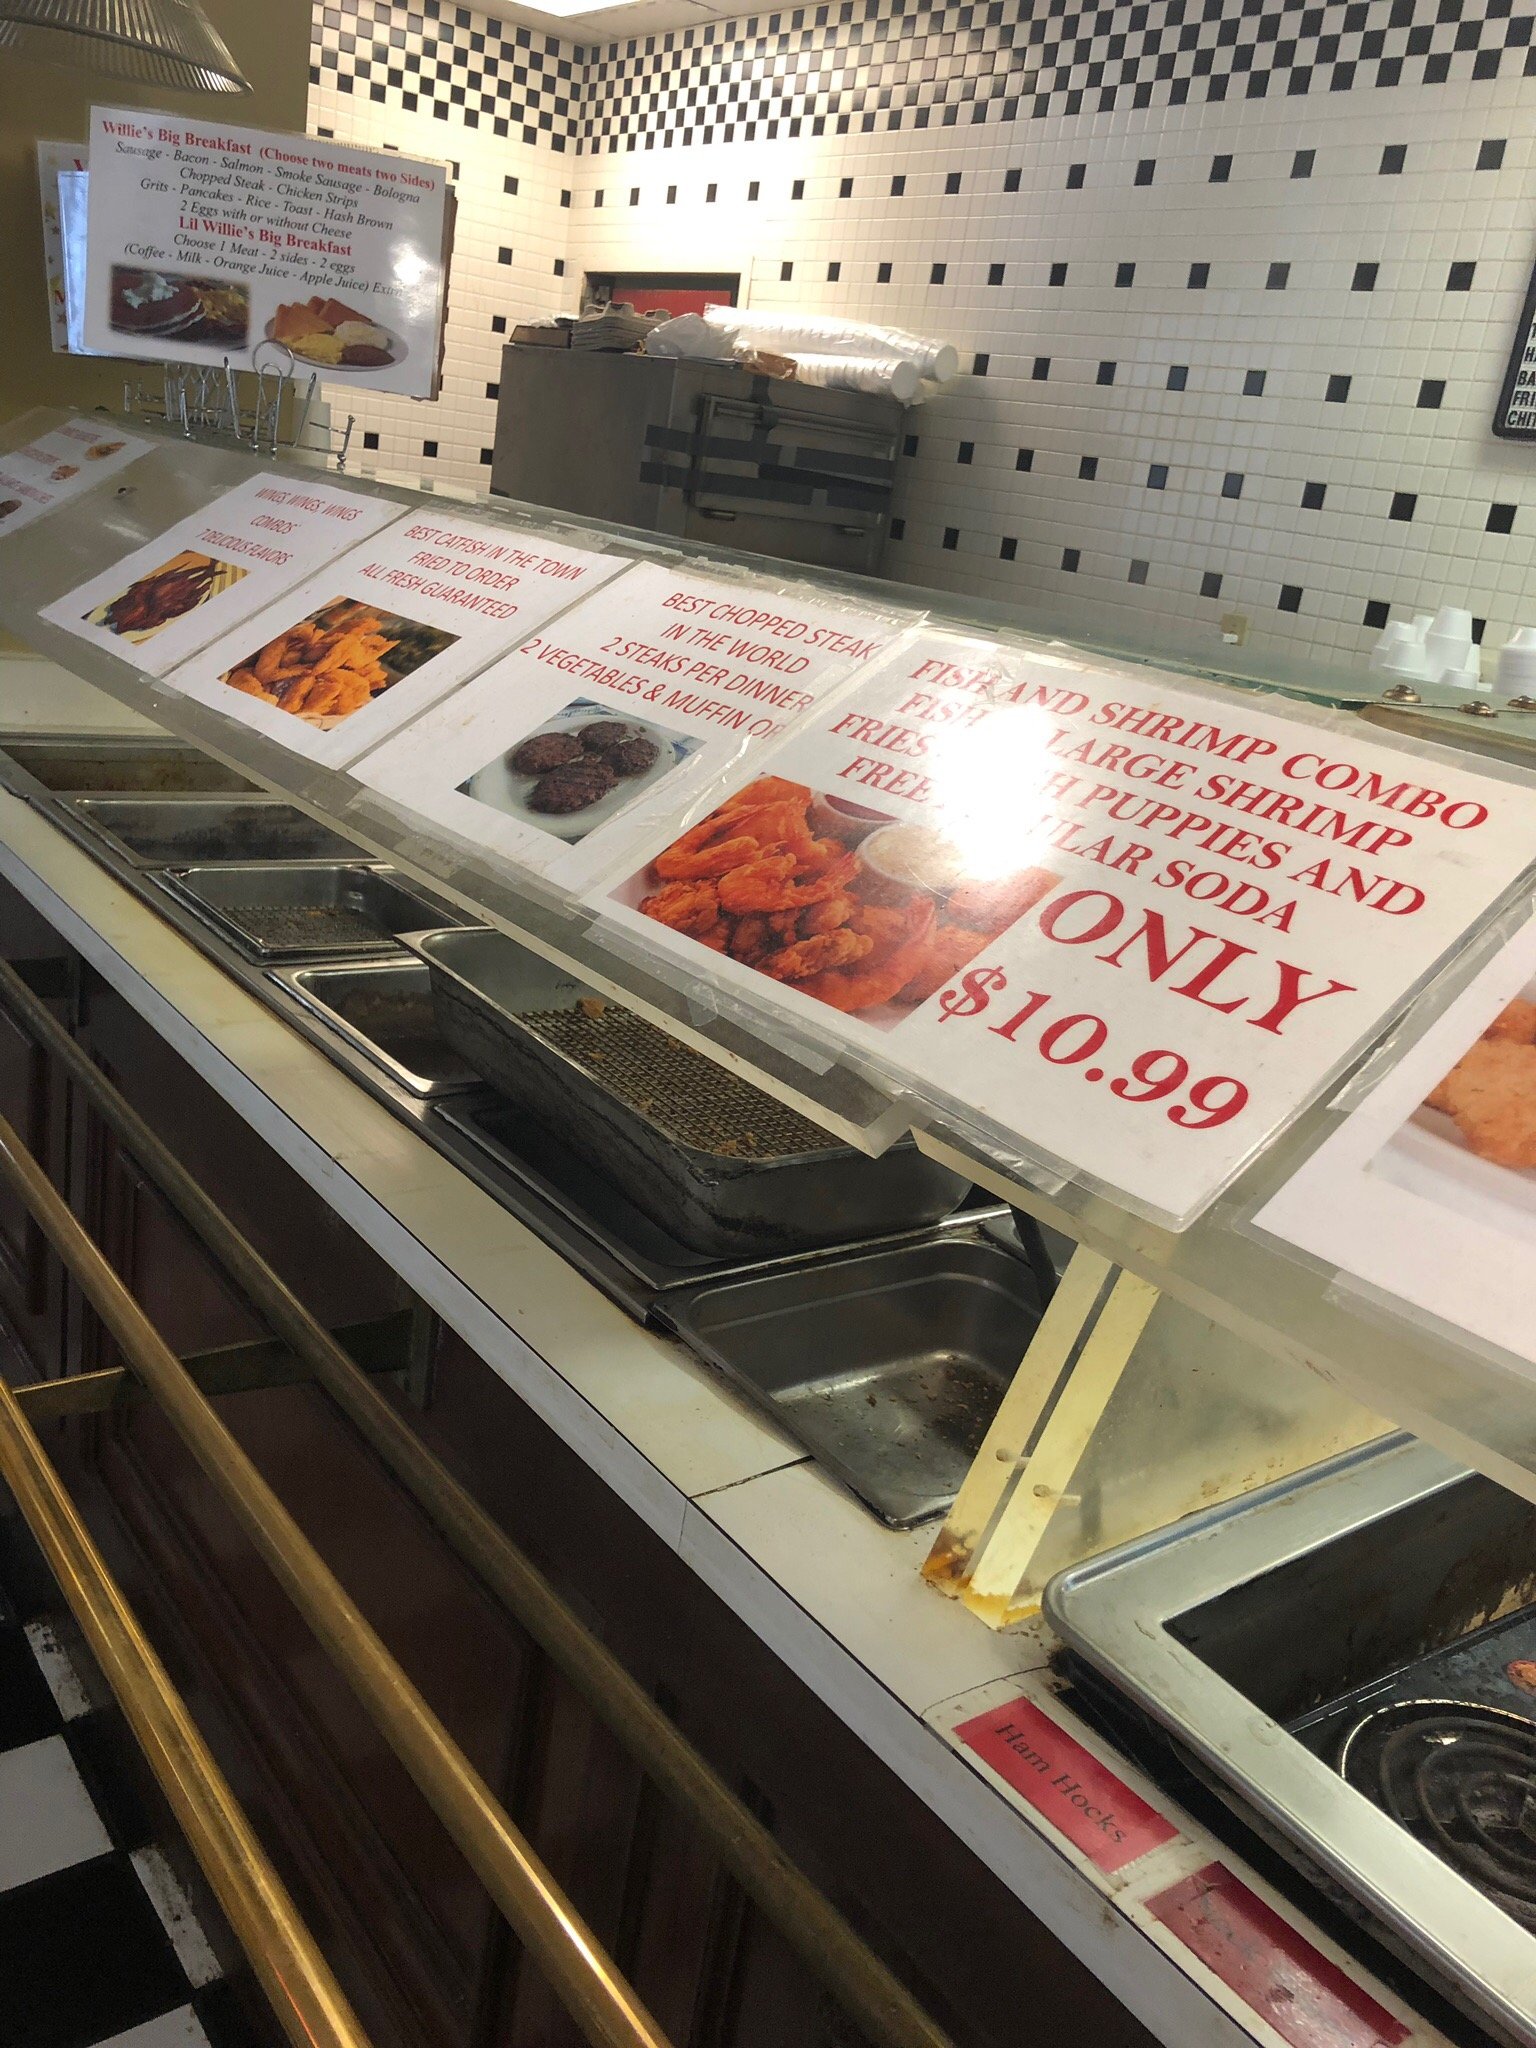 Willie's Big Breakfast (Choose two meats two Sides)
Sausage - Bacon - Salmon - Smoke Sausage - Bologna
Chopped Steak - Chicken Strips
Grits - Pancakes - Rice - Toast - Hash Brown
2 Eggs with or without Cheese
Lil Willie's Big Breakfast
Choose 1 Meat - 2 sides - 2 eggs
(Coffee - Milk - Orange Juice - Apple Juice) Extra
WINGS, WINGS, WINGS
COMBOS
7 DELICIOUS FLAVORS
BEST CATFISH IN THE TOWN
FRIED TO ORDER
ALL FRESH GUARANTEED
BEST CHOPPED STEAK
IN THE WORLD
2 STEAKS PER DINNER
2 VEGETABLES & MUFFIN OR
FISH AND SHRIMP COMBO
FISH LARGE SHRIMP
FRIES PUPPIES AND
FREE SODA
ONLY
$10.99
Ham Hocks